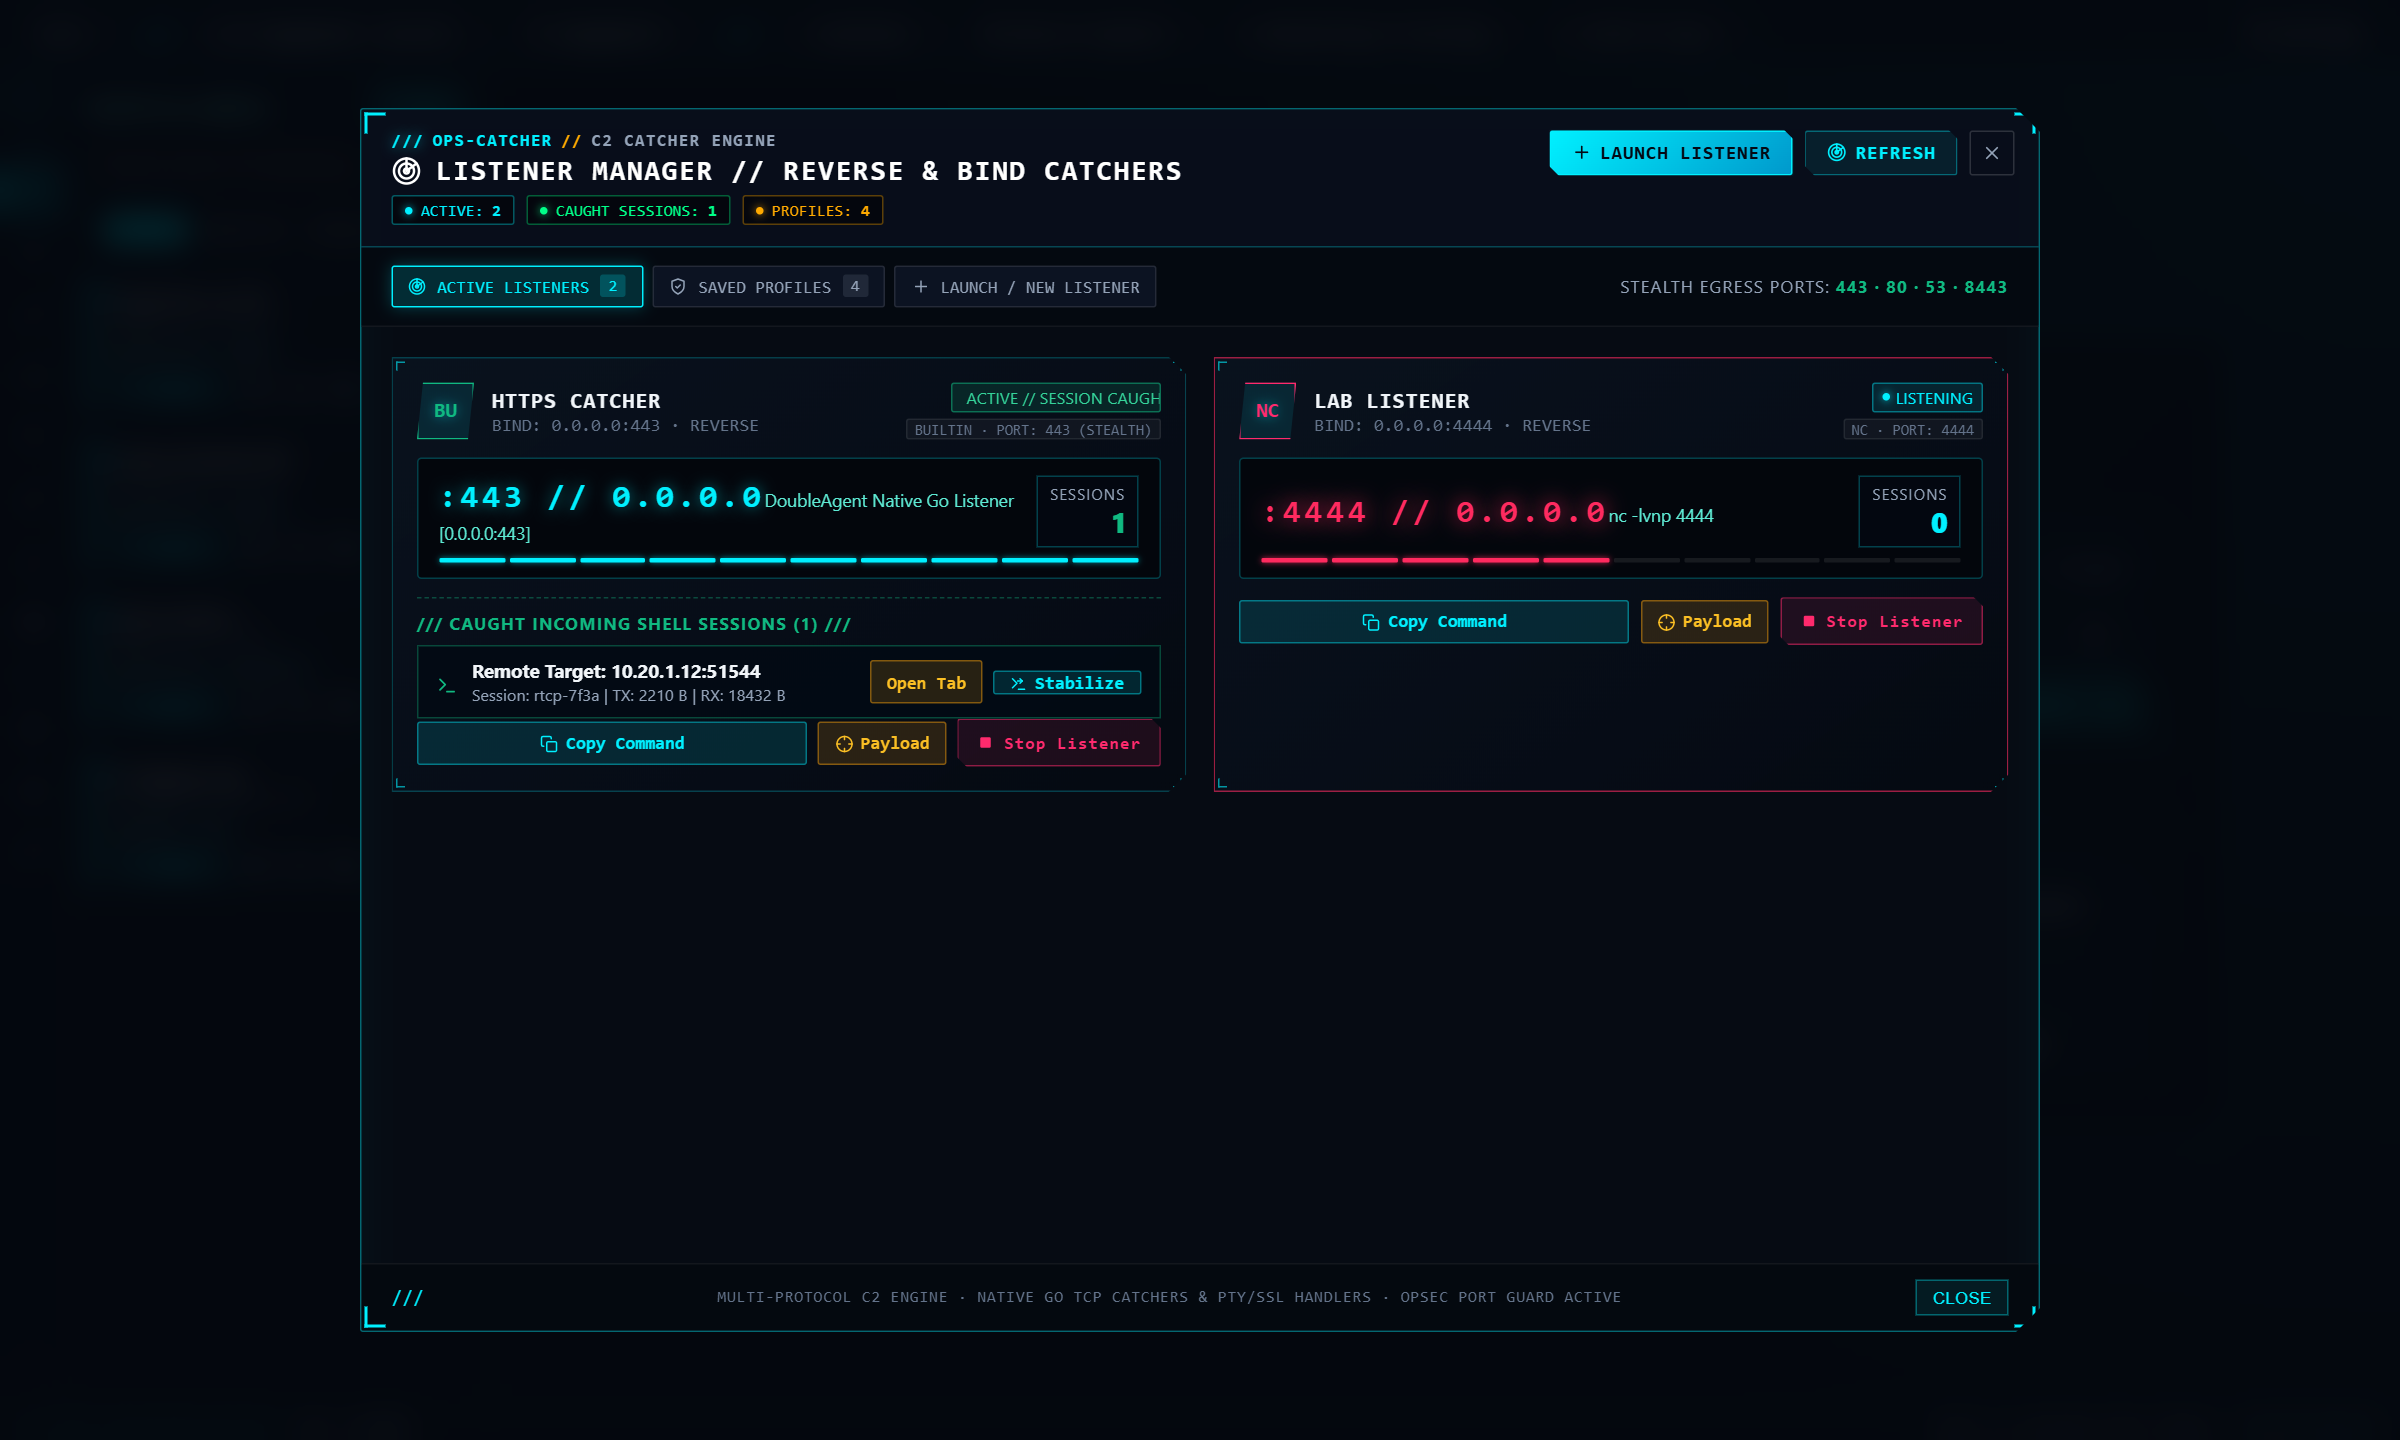 /// OPS-CATCHER // C2 CATCHER ENGINE
LISTENER MANAGER // REVERSE & BIND CATCHERS
ACTIVE: 2
CAUGHT SESSIONS: 1
PROFILES: 4
LAUNCH LISTENER
REFRESH
ACTIVE LISTENERS 2
SAVED PROFILES 4
LAUNCH / NEW LISTENER
STEALTH EGRESS PORTS: 443 · 80 · 53 · 8443
BU
HTTPS CATCHER
BIND: 0.0.0.0:443 · REVERSE
ACTIVE // SESSION CAUGH
BUILTIN · PORT: 443 (STEALTH)
:443 // 0.0.0.0 DoubleAgent Native Go Listener
[0.0.0.0:443]
SESSIONS
1
/// CAUGHT INCOMING SHELL SESSIONS (1) ///
Remote Target: 10.20.1.12:51544
Session: rtcp-7f3a | TX: 2210 B | RX: 18432 B
Open Tab
Stabilize
Copy Command
Payload
Stop Listener
NC
LAB LISTENER
BIND: 0.0.0.0:4444 · REVERSE
LISTENING
NC · PORT: 4444
:4444 // 0.0.0.0 nc -lvnp 4444
SESSIONS
0
Copy Command
Payload
Stop Listener
///
MULTI-PROTOCOL C2 ENGINE · NATIVE GO TCP CATCHERS & PTY/SSL HANDLERS · OPSEC PORT GUARD ACTIVE
CLOSE